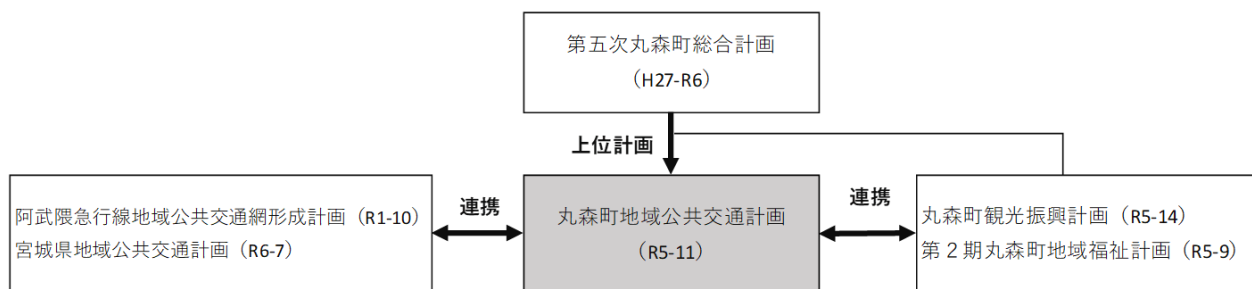 第五次丸森町総合計画
（H27-R6）
上位計画
阿武隈急行線地域公共交通網形成計画（R1-10）
宮城県地域公共交通計画（R6-7）
連携
丸森町地域公共交通計画
（R5-11）
連携
丸森町観光振興計画（R5-14）
第２期丸森町地域福祉計画（R5-9）